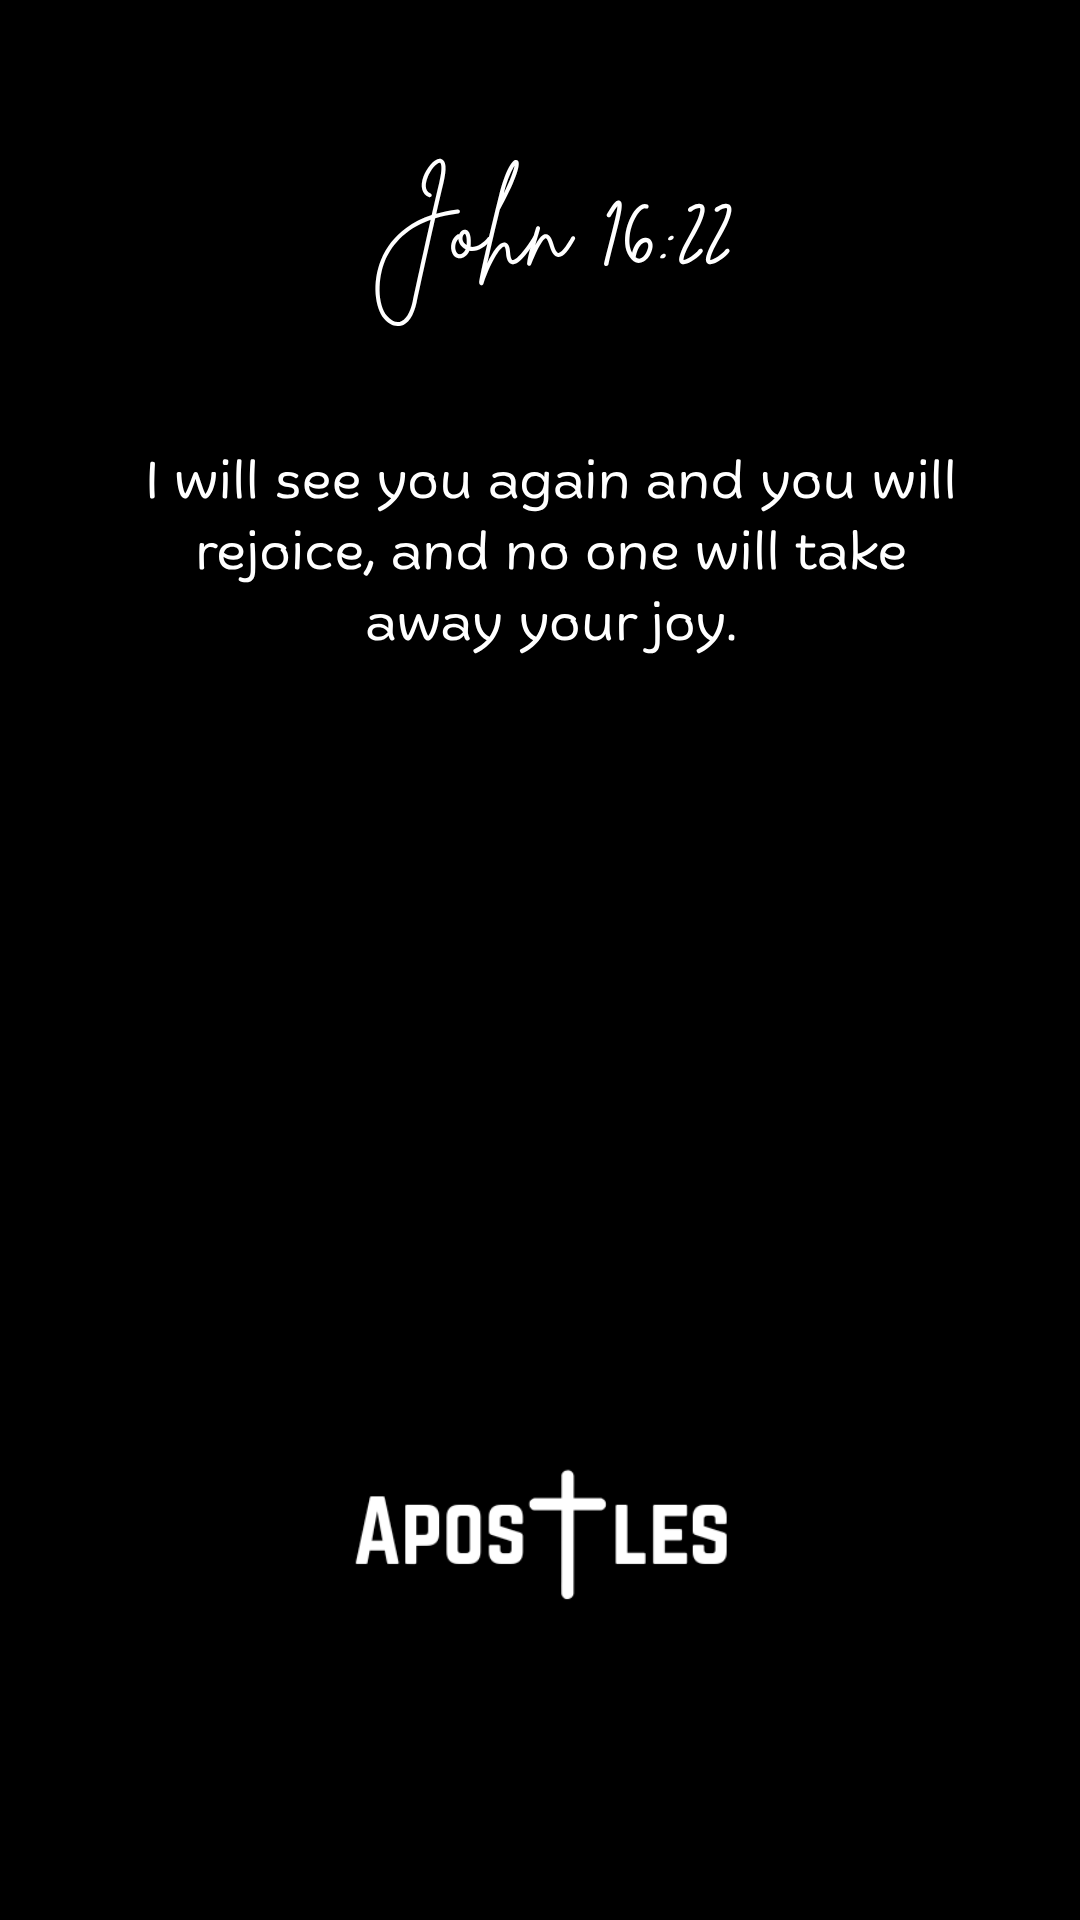 John 16:22
I will see you again and you will
rejoice, and no one will take
away your joy.
APOSTLES